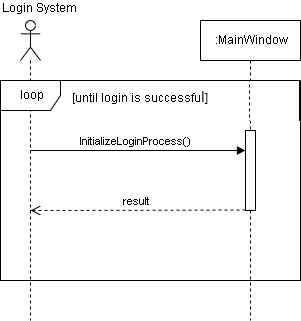 Login System
:MainWindow
loop
[until login is successful]
InitializeLoginProcess()
result